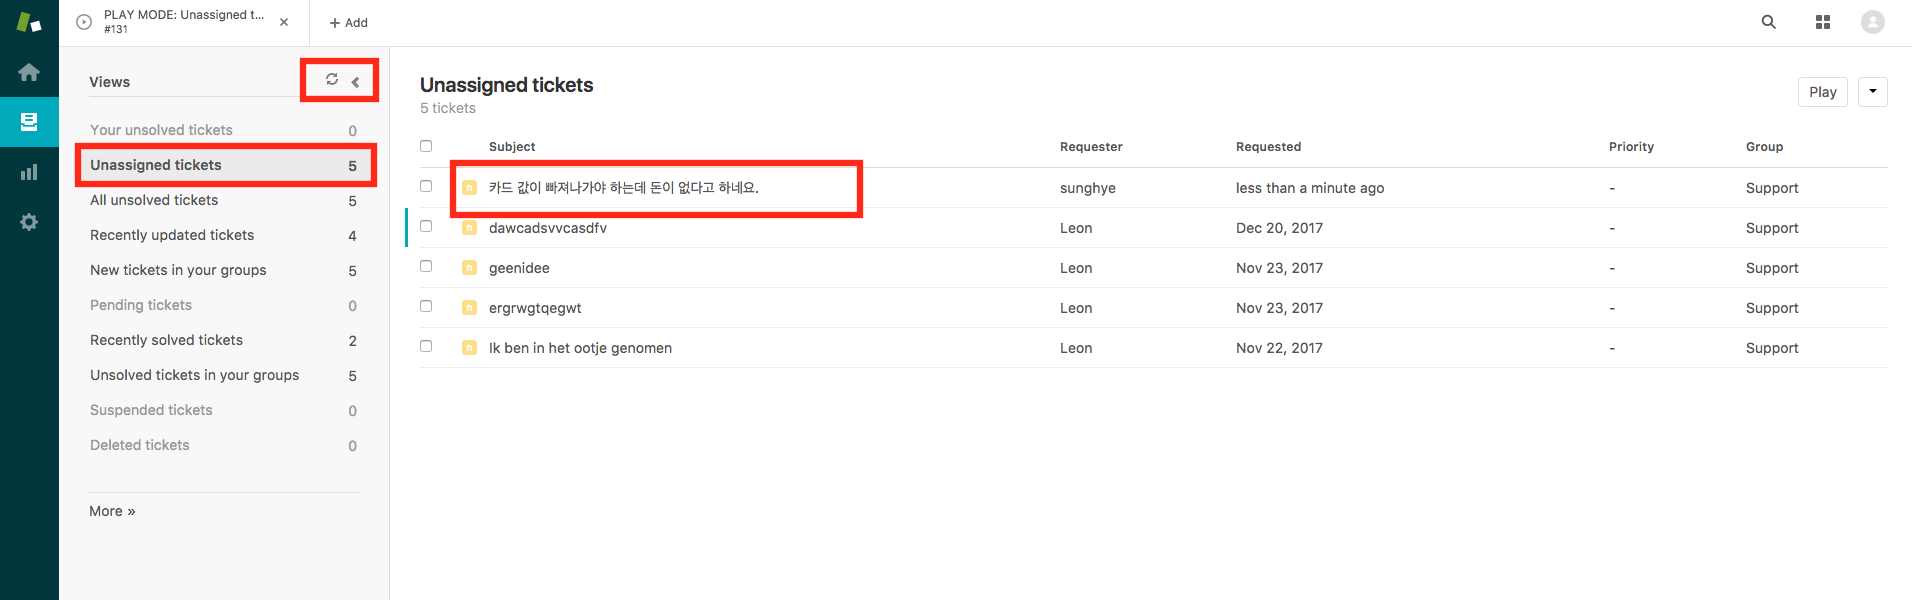 PLAY MODE: Unassigned t...
#131
+ Add
Views
Your unsolved tickets 0
Unassigned tickets 5
All unsolved tickets 5
Recently updated tickets 4
New tickets in your groups 5
Pending tickets 0
Recently solved tickets 2
Unsolved tickets in your groups 5
Suspended tickets 0
Deleted tickets 0
More »
Unassigned tickets
5 tickets
Play
Subject Requester Requested Priority Group
n 카드 값이 빠져나가야 하는데 돈이 없다고 하네요. sunghye less than a minute ago - Support
n dawcadsvvcasdfv Leon Dec 20, 2017 - Support
n geenidee Leon Nov 23, 2017 - Support
n ergrwgtqegwt Leon Nov 23, 2017 - Support
n Ik ben in het ootje genomen Leon Nov 22, 2017 - Support